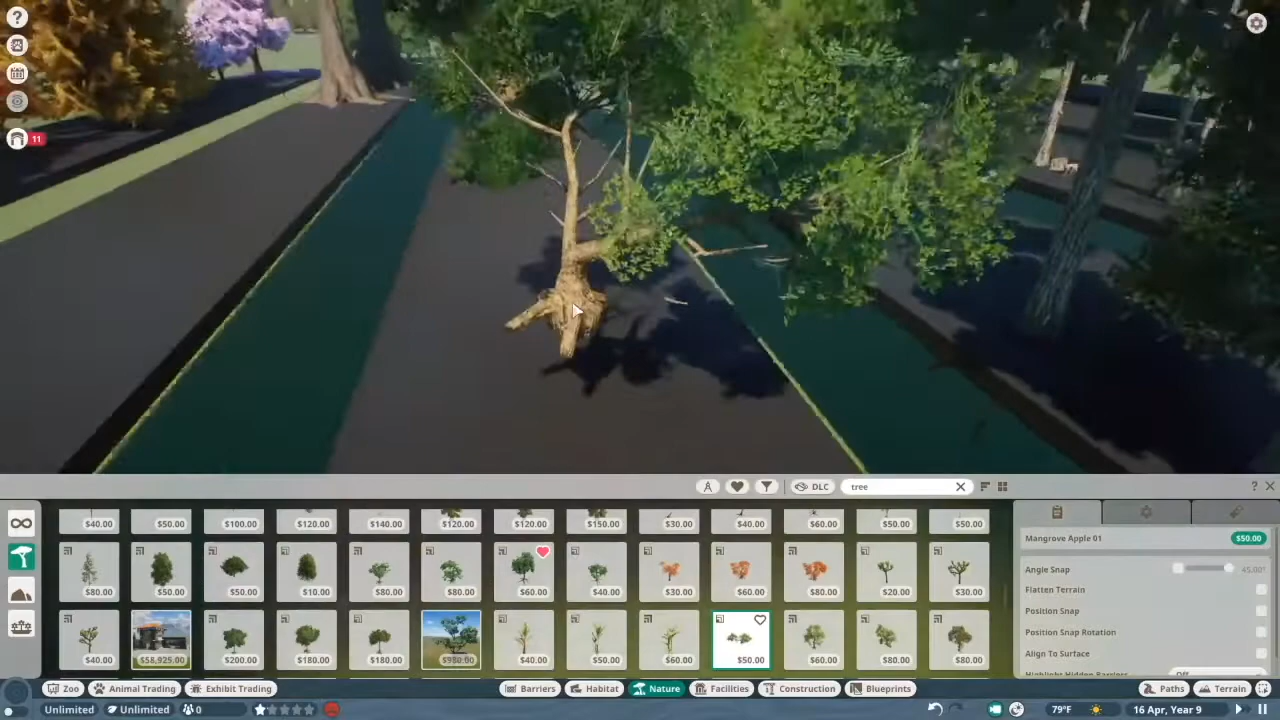 ?
11
DLC
tree
?
$40.00
$50.00
$100.00
$120.00
$140.00
$120.00
$120.00
$150.00
$30.00
$40.00
$60.00
$50.00
$50.00
Mangrove Apple 01
$50.00
$80.00
$50.00
$50.00
$10.00
$80.00
$80.00
$60.00
$40.00
$30.00
$60.00
$80.00
$20.00
$30.00
Angle Snap
45.00°
Flatten Terrain
Position Snap
Position Snap Rotation
Align To Surface
$40.00
$58,925.00
$200.00
$180.00
$180.00
$980.00
$40.00
$50.00
$60.00
$50.00
$60.00
$80.00
$80.00
Highlight Hidden Barriers
Off
Zoo
Animal Trading
Exhibit Trading
Barriers
Habitat
Nature
Facilities
Construction
Blueprints
Paths
Terrain
Unlimited
Unlimited
0
79°F
16 Apr, Year 9